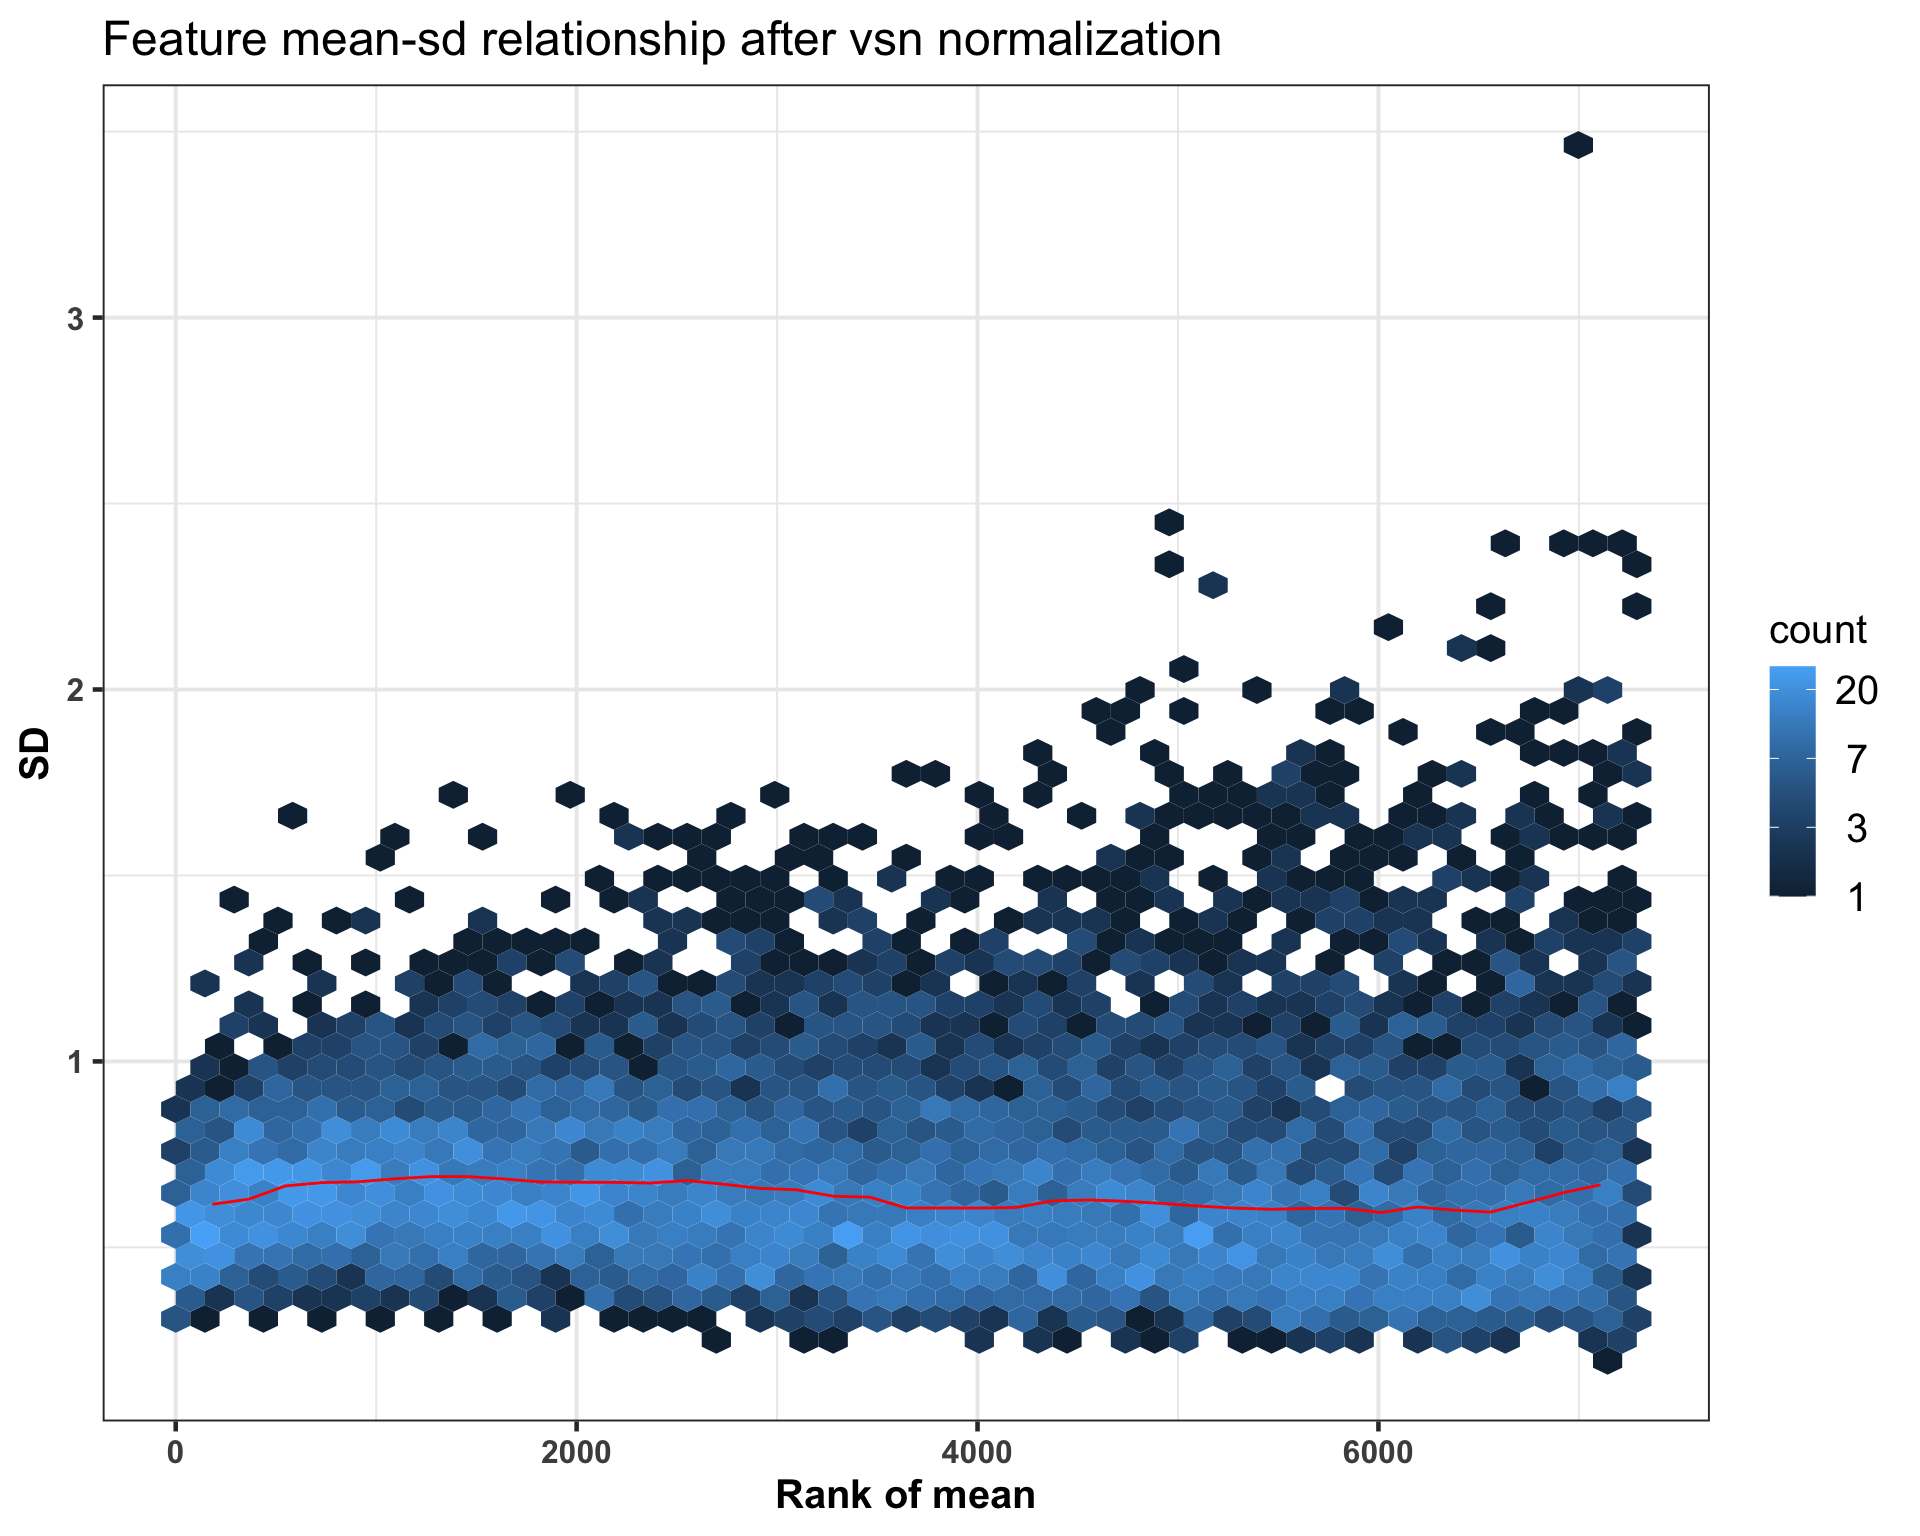 Feature mean-sd relationship after vsn normalization
3
2
1
SD
0 2000 4000 6000
Rank of mean
count
20
7
3
1